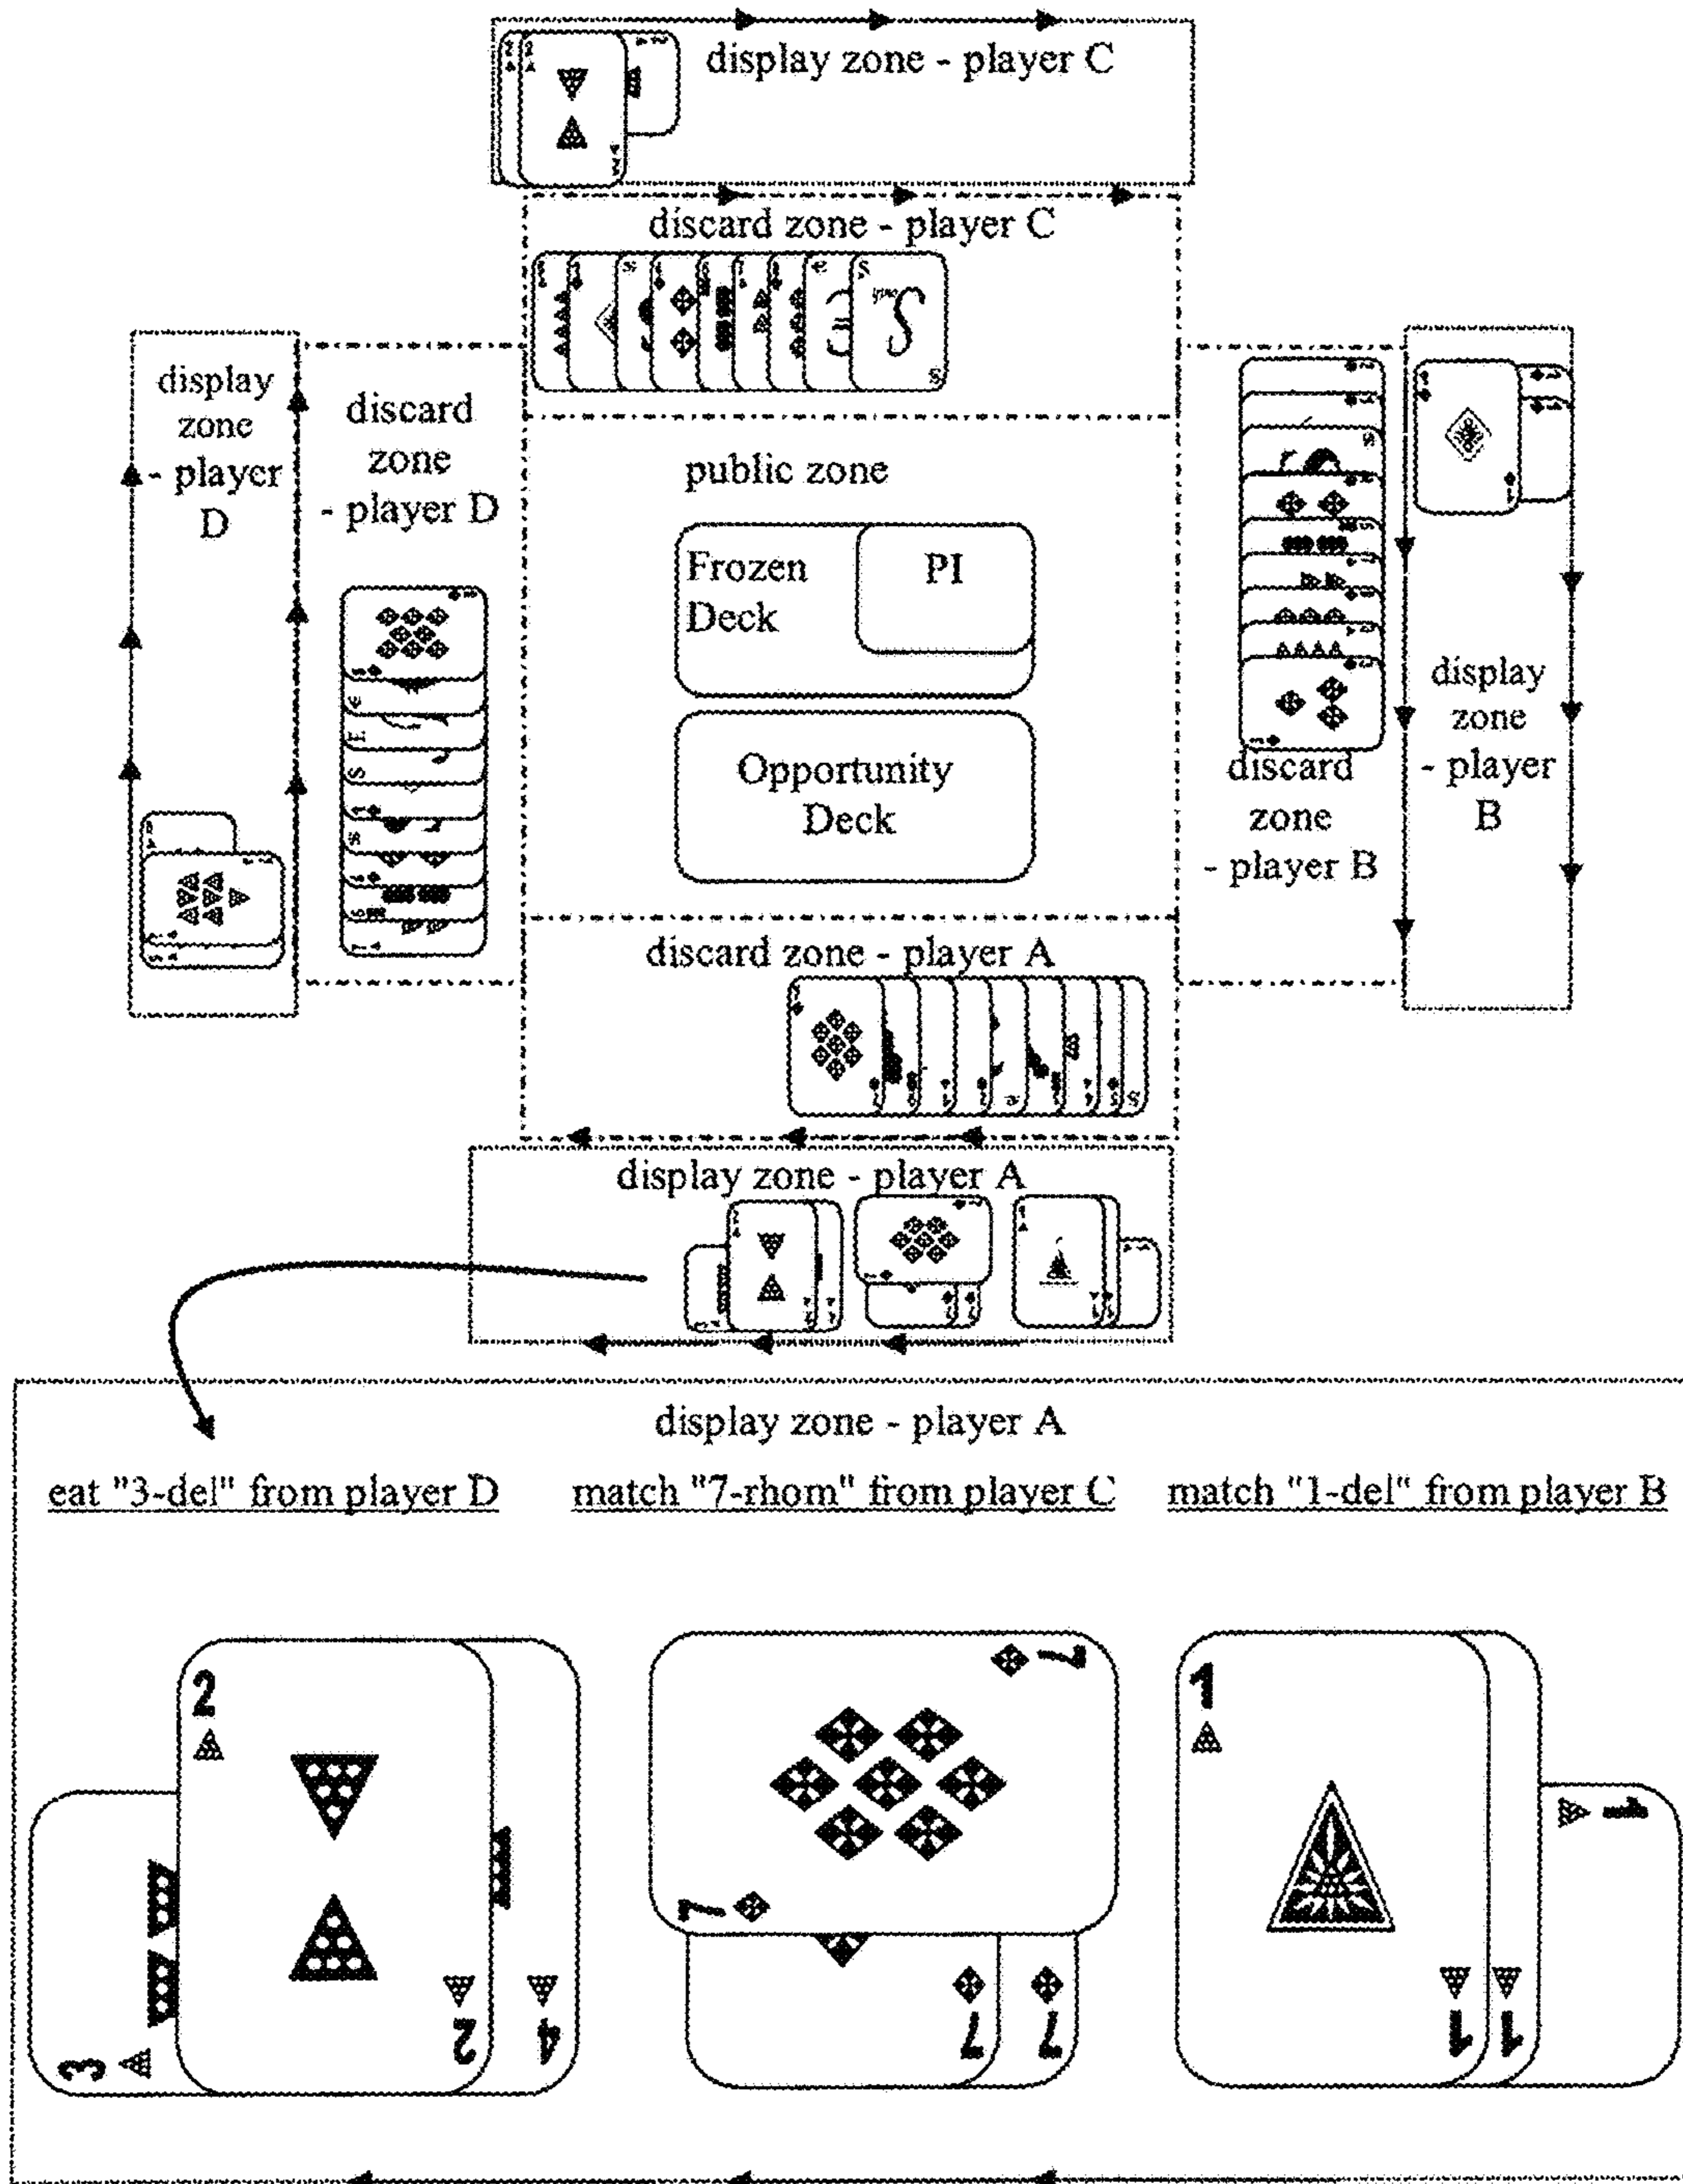 display zone - player C
discard zone - player C
display
zone
- player
D
discard
zone
- player D
public zone
Frozen
Deck
PI
Opportunity
Deck
discard
zone
- player B
display
zone
- player
B
discard zone - player A
display zone - player A
display zone - player A
eat "3-del" from player D
match "7-rhom" from player C
match "1-del" from player B
2
2
4
3
7
7
7
7
1
1
1
1